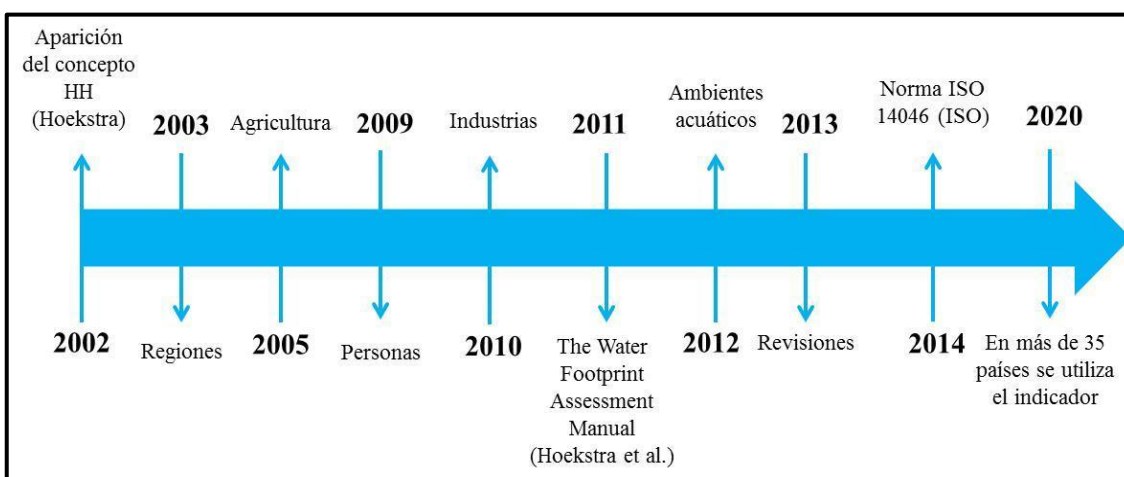 Aparición
del concepto
HH
(Hoekstra)
2002
2003
Regiones
Agricultura
2005
2009
Personas
Industrias
2010
2011
The Water
Footprint
Assessment
Manual
(Hoekstra et al.)
Ambientes
acuáticos
2012
2013
Revisiones
Norma ISO
14046 (ISO)
2014
2020
En más de 35
países se utiliza
el indicador